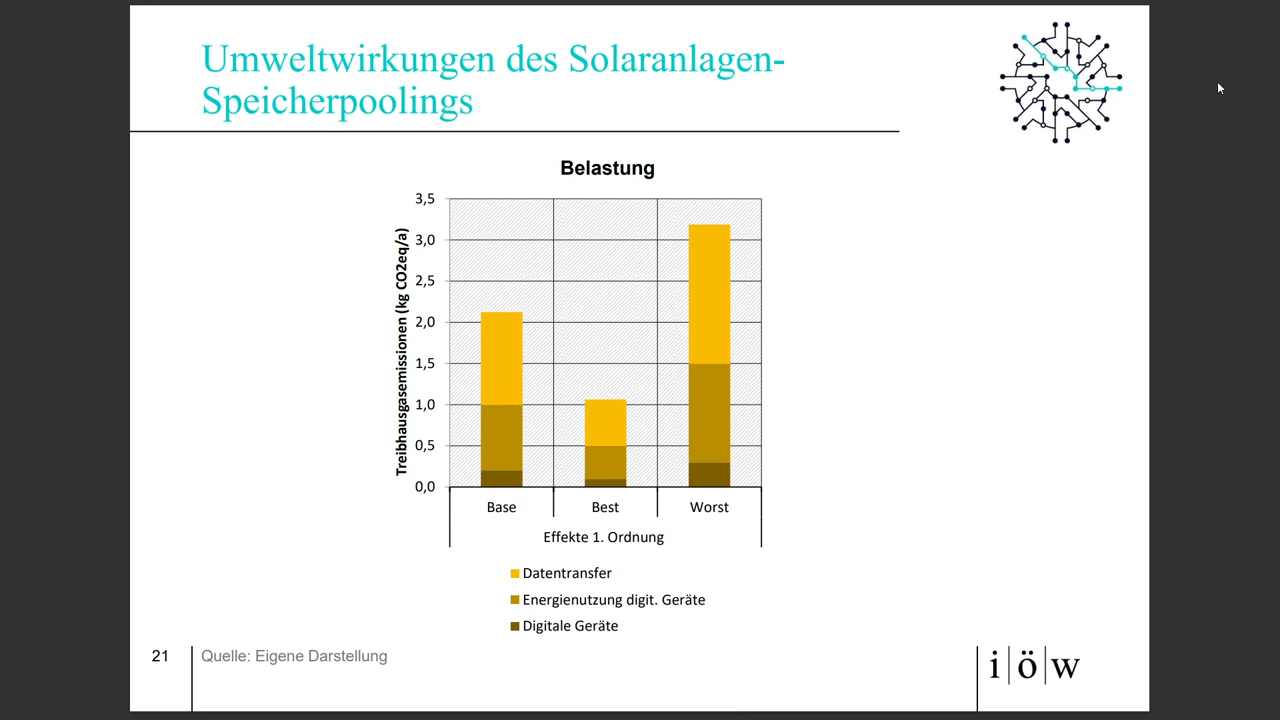 Umweltwirkungen des Solaranlagen-
Speicherpoolings
Belastung
Treibhausgasemissionen (kg CO2eq/a)
3,5
3,0
2,5
2,0
1,5
1,0
0,5
0,0
Base Best Worst
Effekte 1. Ordnung
Datentransfer
Energienutzung digit. Geräte
Digitale Geräte
21 Quelle: Eigene Darstellung
i|ö|w